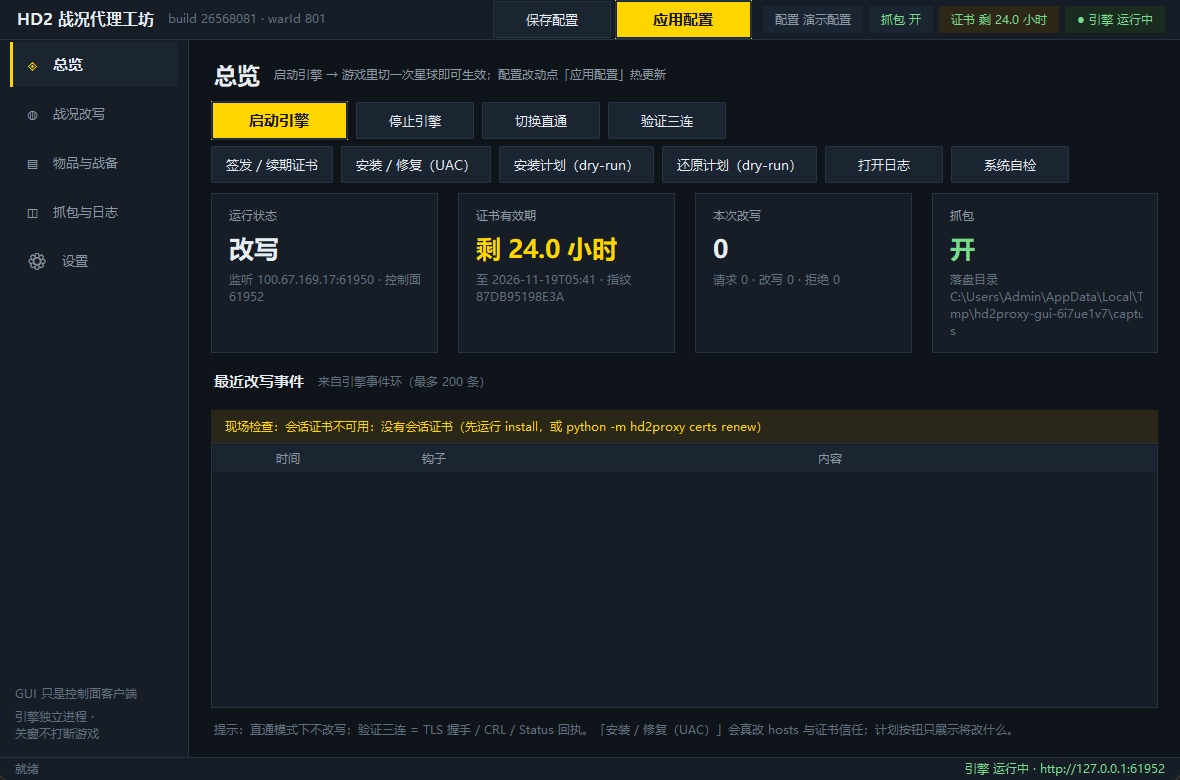 HD2 战况代理工坊 build 26568081 · warId 801 保存配置 应用配置 配置 演示配置 抓包 开 证书 剩 24.0 小时 ● 引擎 运行中
总览
战况改写
物品与战备
抓包与日志
设置
总览 启动引擎 → 游戏里切一次星球即可生效；配置改动点「应用配置」热更新
启动引擎 停止引擎 切换直通 验证三连
签发 / 续期证书 安装 / 修复（UAC） 安装计划（dry-run） 还原计划（dry-run） 打开日志 系统自检
运行状态
改写
监听 100.67.169.17:61950 · 控制面
61952
证书有效期
剩 24.0 小时
至 2026-11-19T05:41 · 指纹
87DB95198E3A
本次改写
0
请求 0 · 改写 0 · 拒绝 0
抓包
开
落盘目录
C:\Users\Admin\AppData\Local\T
mp\hd2proxy-gui-6i7ue1v7\captu
s
最近改写事件 来自引擎事件环（最多 200 条）
现场检查：会话证书不可用：没有会话证书（先运行 install，或 python -m hd2proxy certs renew）
时间 钩子 内容
提示：直通模式下不改写；验证三连 = TLS 握手 / CRL / Status 回执。「安装 / 修复（UAC）」会真改 hosts 与证书信任；计划按钮只展示将改什么。
GUI 只是控制面客户端
引擎独立进程 ·
关窗不打断游戏
就绪 引擎 运行中 · http://127.0.0.1:61952